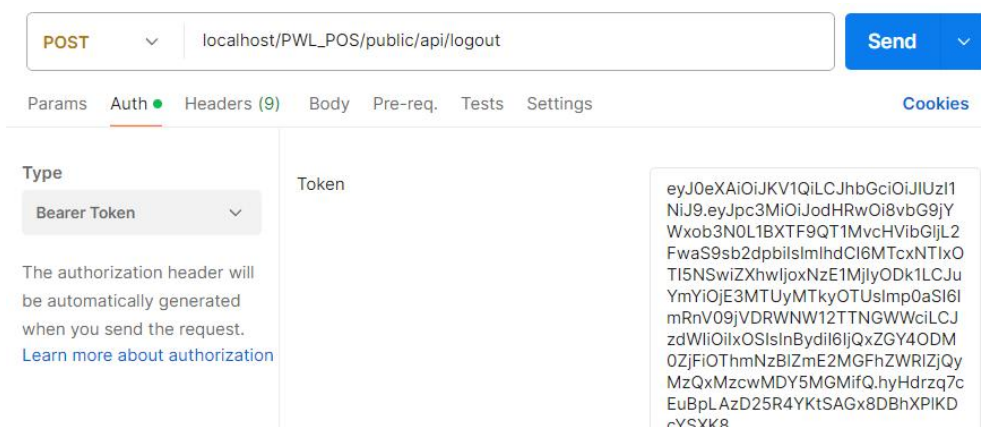 POST
localhost/PWL_POS/public/api/logout
Send
Params Auth Headers (9) Body Pre-req. Tests Settings Cookies
Type
Bearer Token
The authorization header will
be automatically generated
when you send the request.
Learn more about authorization
Token
eyJ0eXAiOiJKV1QiLCJhbGciOiJIUzI1
NiJ9.eyJpc3MiOiJodHRwOi8vbG9jY
Wxob3N0L1BXTF9QT1MvcHVibGljL2
FwaS9sb2dpbiIsImlhdCI6MTcxNTIxO
TI5NSwiZXhwIjoxNzE1MjIyODk1LCJu
YmYiOjE3MTUyMTkyOTUsImp0aSI6I
mRnV09jVDRWNW12TTNGWWciLCJ
zdWIiOiIxOSIsInBydiI6IjQxZGY4ODM
0ZjFiOThmNzBlZmE2MGFhZWRlZjQy
MzQxMzcwMDY5MGMifQ.hyHdrzq7c
EuBpLAzD25R4YKtSAGx8DBhXPlKD
cYSXK8